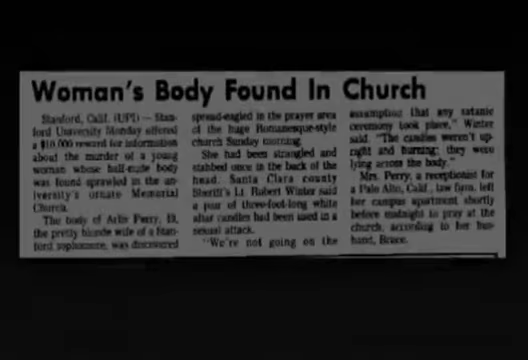 Woman's Body Found In Church
Stanford, Calif. (UPI) — Stan-
ford University Monday offered
a $10,000 reward for information
about the murder of a young
woman whose half-nude body
was found sprawled in the un-
iversity's ornate Memorial
Church.
The body of Arlis Perry, 19,
the pretty blonde wife of a Stan-
ford sophomore, was discovered
spread-eagled in the prayer area
of the huge Romanesque-style
church Sunday morning.
She had been strangled and
stabbed once in the back of the
head. Santa Clara county
Sheriff's Lt. Robert Winter said
a pair of three-foot-long white
altar candles had been used in a
sexual attack.
"We're not going on the
assumption that any satanic
ceremony took place," Winter
said. "The candles weren't up-
right and burning; they were
lying across the body."
Mrs. Perry, a receptionist for
a Palo Alto, Calif., law firm, left
her campus apartment shortly
before midnight to pray at the
church, according to her hus-
band, Bruce.